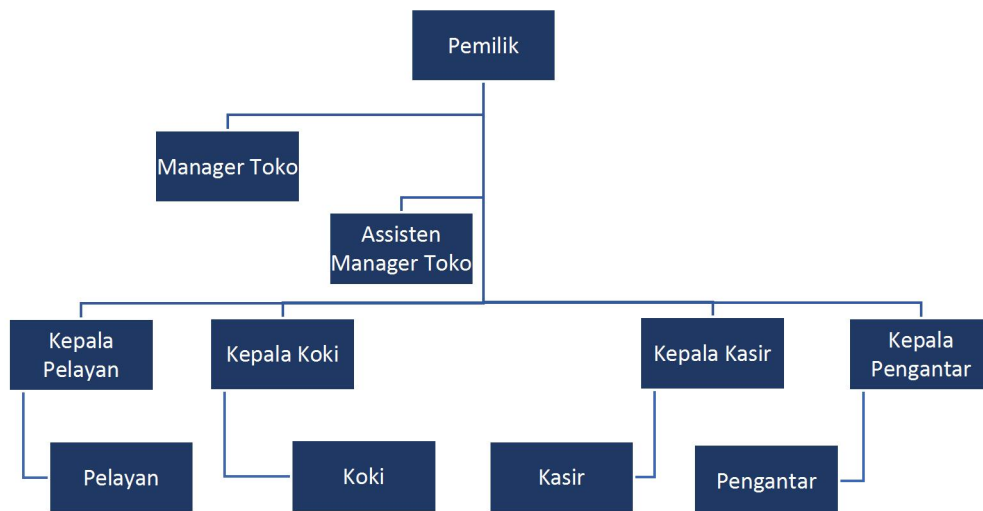 Pemilik
Manager Toko
Assisten
Manager Toko
Kepala
Pelayan
Kepala Koki
Kepala Kasir
Kepala
Pengantar
Pelayan
Koki
Kasir
Pengantar